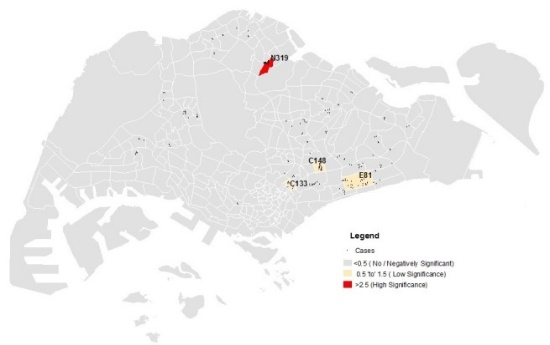 N319
C148
E81
C133
Legend
Cases
<0.5 ( No / Negatively Significant)
0.5 to' 1.5 ( Low Significance)
>2.5 (High Significance)